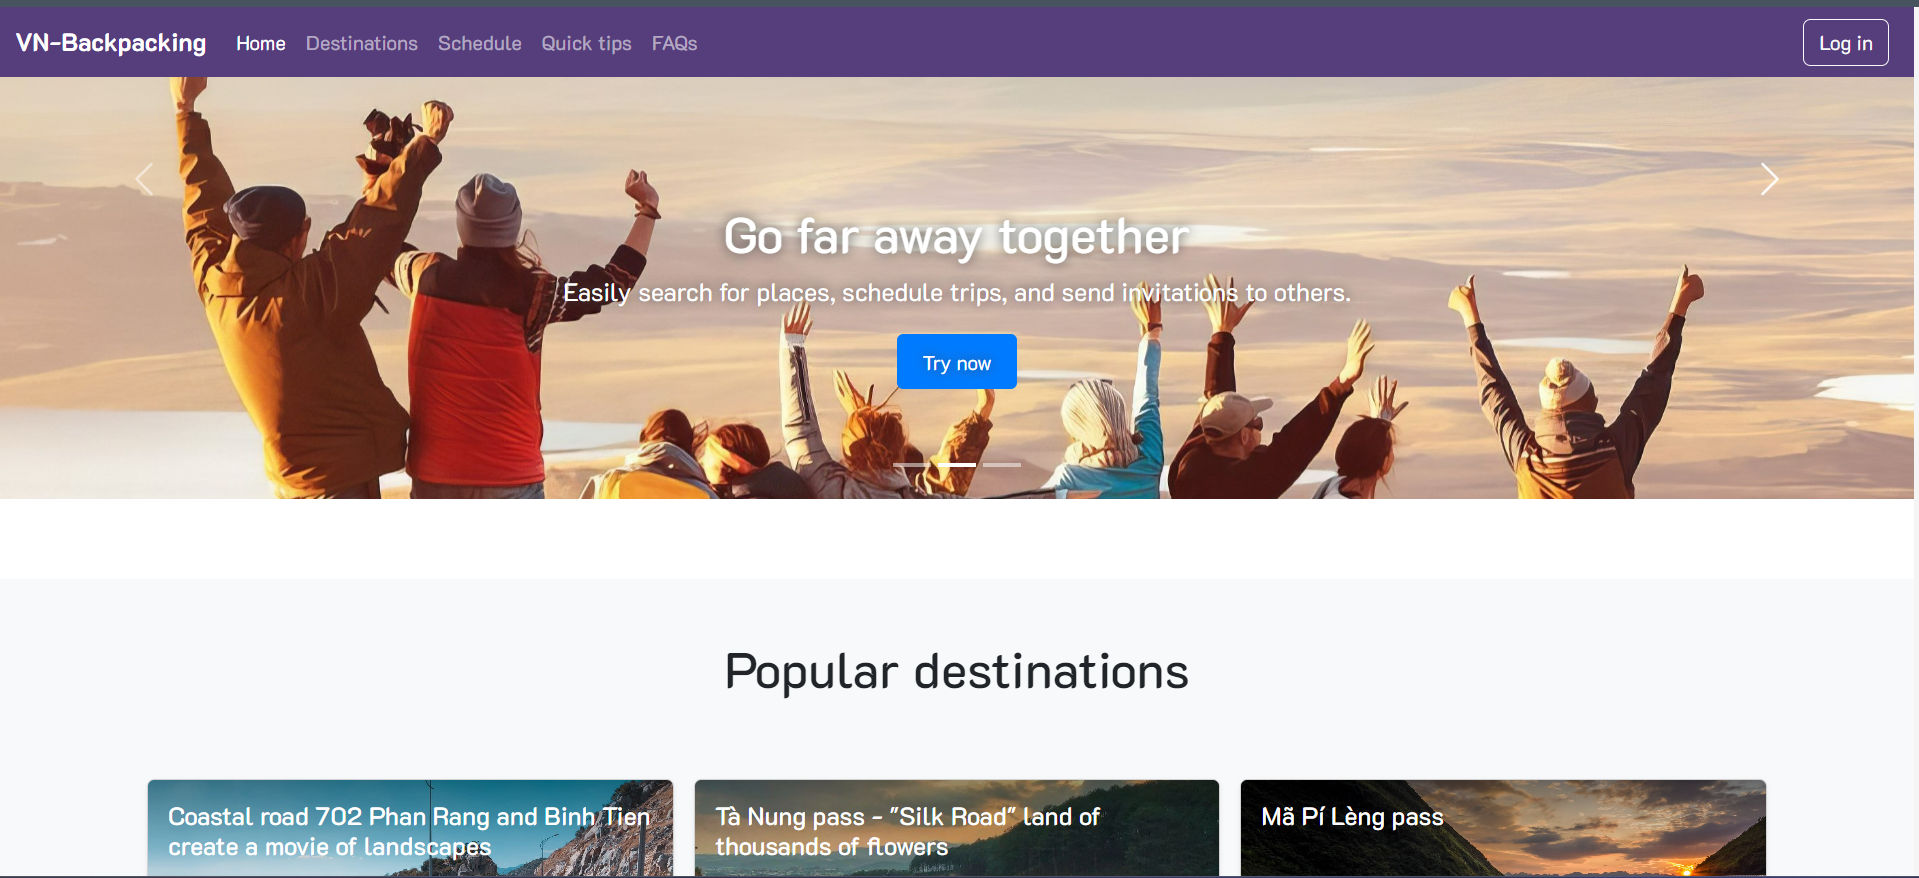 VN-Backpacking Home Destinations Schedule Quick tips FAQs Log in
Go far away together
Easily search for places, schedule trips, and send invitations to others.
Try now
Popular destinations
Coastal road 702 Phan Rang and Binh Tien
create a movie of landscapes
Tà Nung pass - "Silk Road" land of
thousands of flowers
Mã Pí Lèng pass